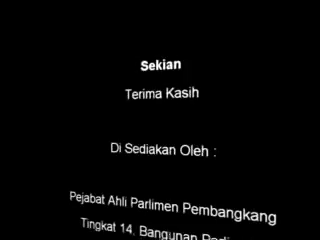 Sekian
Terima Kasih
Di Sediakan Oleh :
Pejabat Ahli Parlimen Pembangkang
Tingkat 14, Bangunan